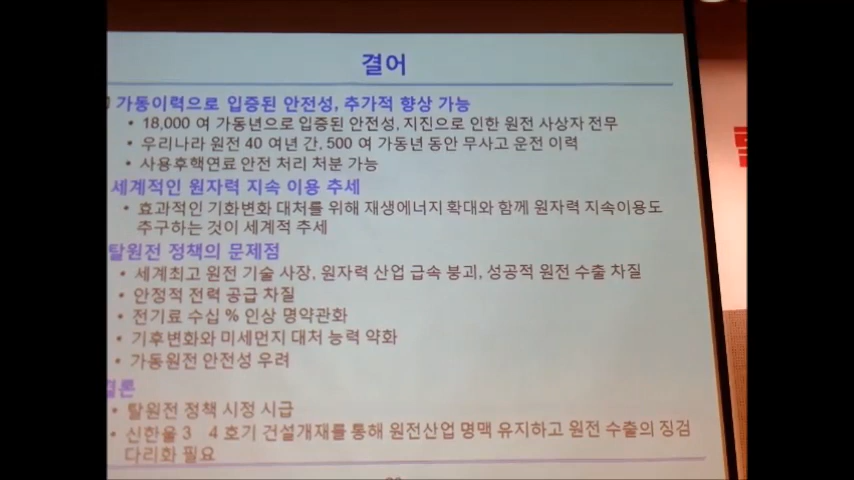 결어
가동이력으로 입증된 안전성, 추가적 향상 가능
• 18,000 여 가동년으로 입증된 안전성, 지진으로 인한 원전 사상자 전무
• 우리나라 원전 40 여년 간, 500 여 가동년 동안 무사고 운전 이력
• 사용후핵연료 안전 처리 처분 가능
세계적인 원자력 지속 이용 추세
• 효과적인 기화변화 대처를 위해 재생에너지 확대와 함께 원자력 지속이용도
추구하는 것이 세계적 추세
탈원전 정책의 문제점
• 세계최고 원전 기술 사장, 원자력 산업 급속 붕괴, 성공적 원전 수출 차질
• 안정적 전력 공급 차질
• 전기료 수십 % 인상 명약관화
• 기후변화와 미세먼지 대처 능력 약화
• 가동원전 안전성 우려
결론
• 탈원전 정책 시정 시급
• 신한울 3 4 호기 건설개재를 통해 원전산업 명맥 유지하고 원전 수출의 징검
다리화 필요